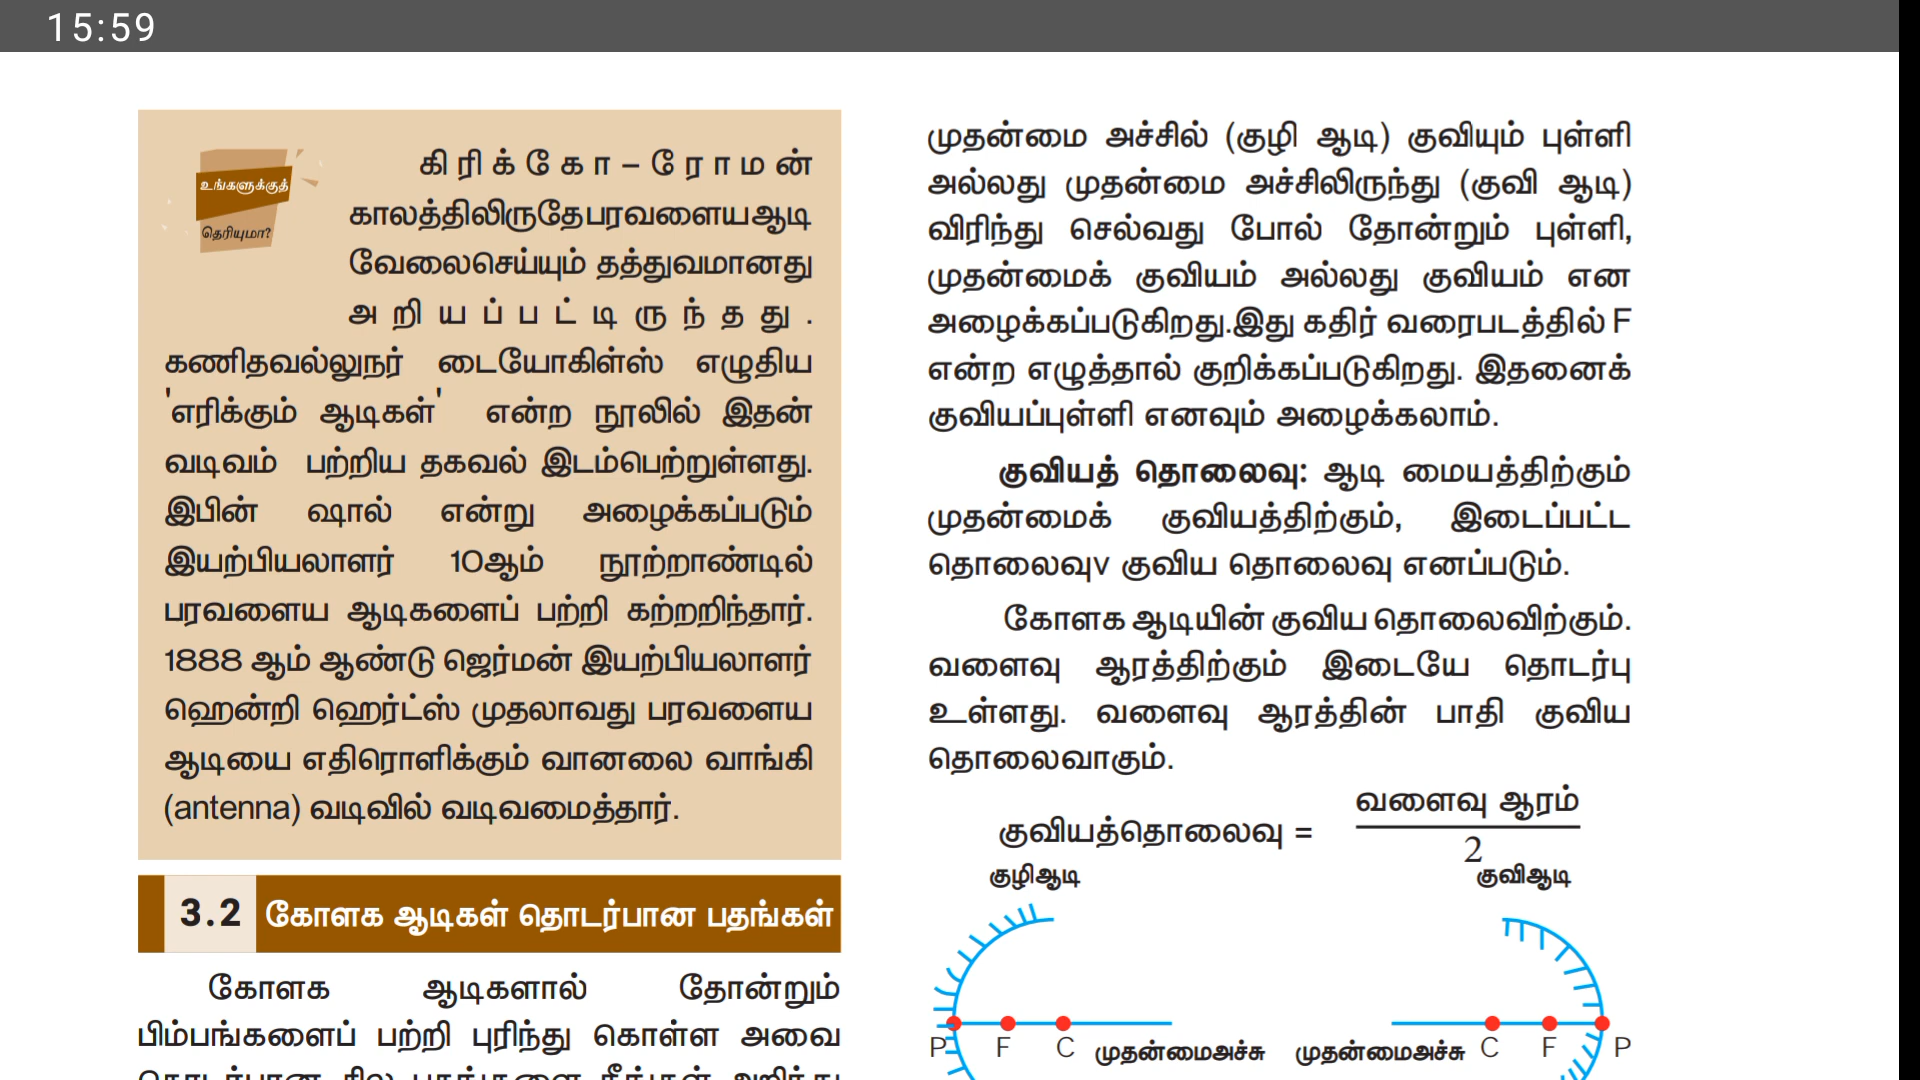 15:59
உங்களுக்குத்
தெரியுமா?
கிரிக்கோ – ரோமன்
காலத்திலிருதே பரவளைய ஆடி
வேலைசெய்யும் தத்துவமானது
அறியப்பட்டிருந்தது.
கணிதவல்லுநர் டையோகிள்ஸ் எழுதிய
'எரிக்கும் ஆடிகள்' என்ற நூலில் இதன்
வடிவம் பற்றிய தகவல் இடம்பெற்றுள்ளது.
இபின் ஷால் என்று அழைக்கப்படும்
இயற்பியலாளர் 10ஆம் நூற்றாண்டில்
பரவளைய ஆடிகளைப் பற்றி கற்றறிந்தார்.
1888 ஆம் ஆண்டு ஜெர்மன் இயற்பியலாளர்
ஹென்றி ஹெர்ட்ஸ் முதலாவது பரவளைய
ஆடியை எதிரொளிக்கும் வானலை வாங்கி
(antenna) வடிவில் வடிவமைத்தார்.
3.2 கோளக ஆடிகள் தொடர்பான பதங்கள்
கோளக ஆடிகளால் தோன்றும்
பிம்பங்களைப் பற்றி புரிந்து கொள்ள அவை
முதன்மை அச்சில் (குழி ஆடி) குவியும் புள்ளி
அல்லது முதன்மை அச்சிலிருந்து (குவி ஆடி)
விரிந்து செல்வது போல் தோன்றும் புள்ளி,
முதன்மைக் குவியம் அல்லது குவியம் என
அழைக்கப்படுகிறது.இது கதிர் வரைபடத்தில் F
என்ற எழுத்தால் குறிக்கப்படுகிறது. இதனைக்
குவியப்புள்ளி எனவும் அழைக்கலாம்.
குவியத் தொலைவு: ஆடி மையத்திற்கும்
முதன்மைக் குவியத்திற்கும், இடைப்பட்ட
தொலைவுv குவிய தொலைவு எனப்படும்.
கோளக ஆடியின் குவிய தொலைவிற்கும்.
வளைவு ஆரத்திற்கும் இடையே தொடர்பு
உள்ளது. வளைவு ஆரத்தின் பாதி குவிய
தொலைவாகும்.
வளைவு ஆரம்
குவியத்தொலைவு =
2
குழிஆடி குவிஆடி
P F C முதன்மைஅச்சு முதன்மைஅச்சு C F P